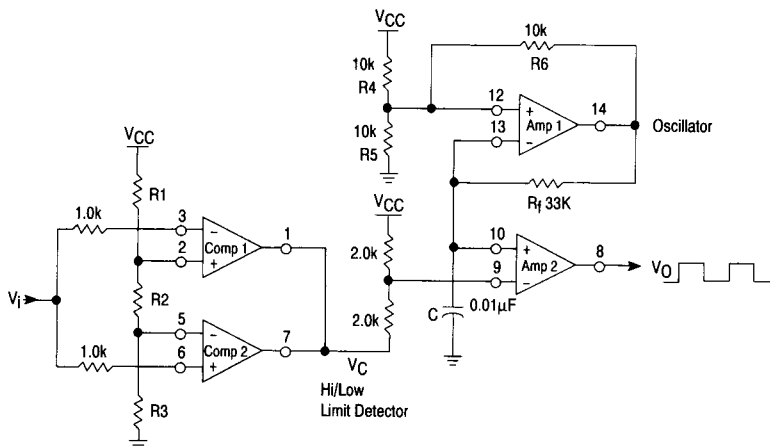 VCC
10k
R4
10k
R5
10k
R6
12
+
13
−
Amp 1
14
Oscillator
Rf 33K
VCC
R1
1.0k
3
−
2
+
Comp 1
1
Vi
R2
5
−
6
+
Comp 2
7
1.0k
R3
VCC
2.0k
2.0k
VC
Hi/Low
Limit Detector
10
+
9
−
Amp 2
8
VO
C
0.01µF